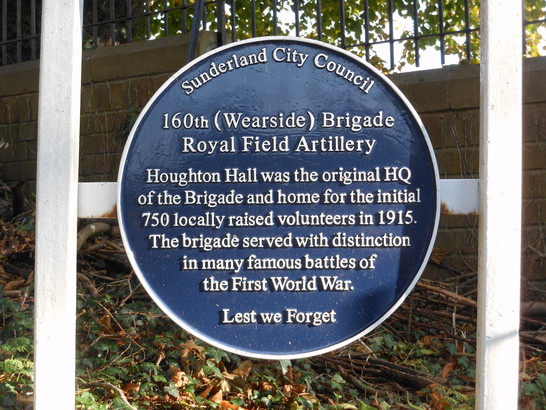 Sunderland City Council
160th (Wearside) Brigade
Royal Field Artillery
Houghton Hall was the original HQ
of the Brigade and home for the initial
750 locally raised volunteers in 1915.
The brigade served with distinction
in many famous battles of
the First World War.
Lest we Forget